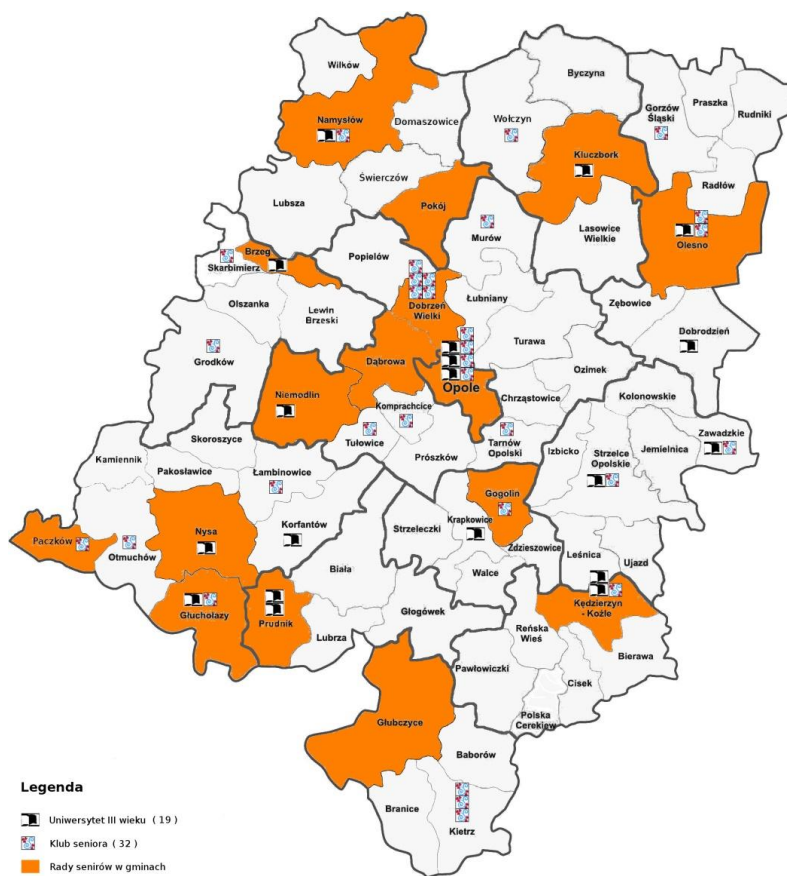 Wilków
Byczyna
Namysłów
Domaszowice
Wołczyn
Gorzów
Śląski
Praszka
Rudniki
Kluczbork
Radłów
Świerczów
Lubsza
Pokój
Murów
Lasowice
Wielkie
Olesno
Brzeg
Skarbimierz
Popielów
Olszanka
Lewin
Brzeski
Dobrzeń
Wielki
Łubniany
Zębowice
Dobrodzień
Turawa
Grodków
Dąbrowa
Opole
Ozimek
Niemodlin
Komprachcice
Chrząstowice
Kolonowskie
Tułowice
Prószków
Tarnów
Opolski
Izbicko
Strzelce
Opolskie
Jemielnica
Zawadzkie
Skoroszyce
Kamiennik
Pakosławice
Łambinowice
Gogolin
Nysa
Korfantów
Strzeleczki
Krapkowice
Paczków
Otmuchów
Zdzieszowice
Leśnica
Ujazd
Biała
Walce
Głuchołazy
Prudnik
Lubrza
Głogówek
Kędzierzyn
- Koźle
Reńska
Wieś
Bierawa
Pawłowiczki
Cisek
Polska
Cerekiew
Głubczyce
Baborów
Branice
Kietrz
Legenda
Uniwersytet III wieku ( 19 )
Klub seniora ( 32 )
Rady senirów w gminach